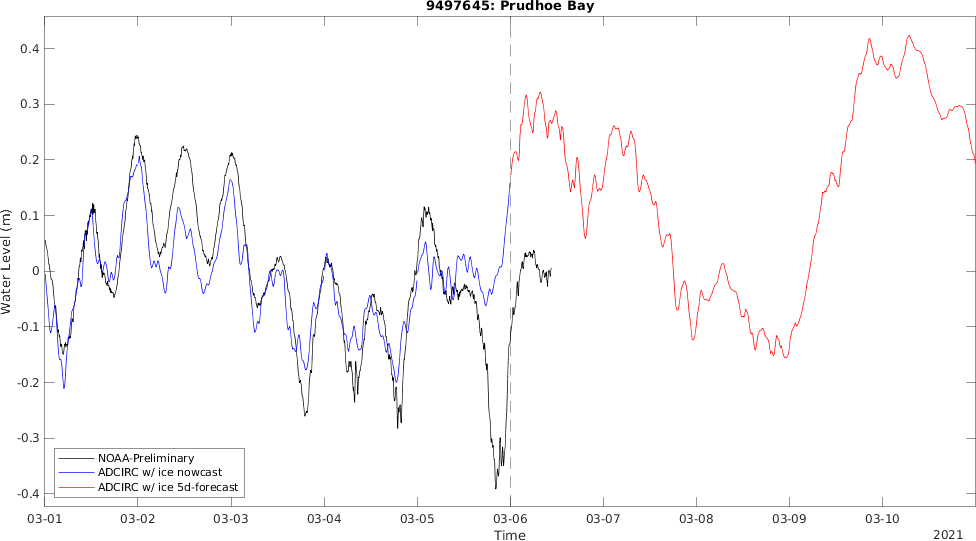 9497645: Prudhoe Bay
Water Level (m)
0.4
0.3
0.2
0.1
0
-0.1
-0.2
-0.3
-0.4
NOAA-Preliminary
ADCIRC w/ ice nowcast
ADCIRC w/ ice 5d-forecast
03-01 03-02 03-03 03-04 03-05 03-06 03-07 03-08 03-09 03-10
Time
2021